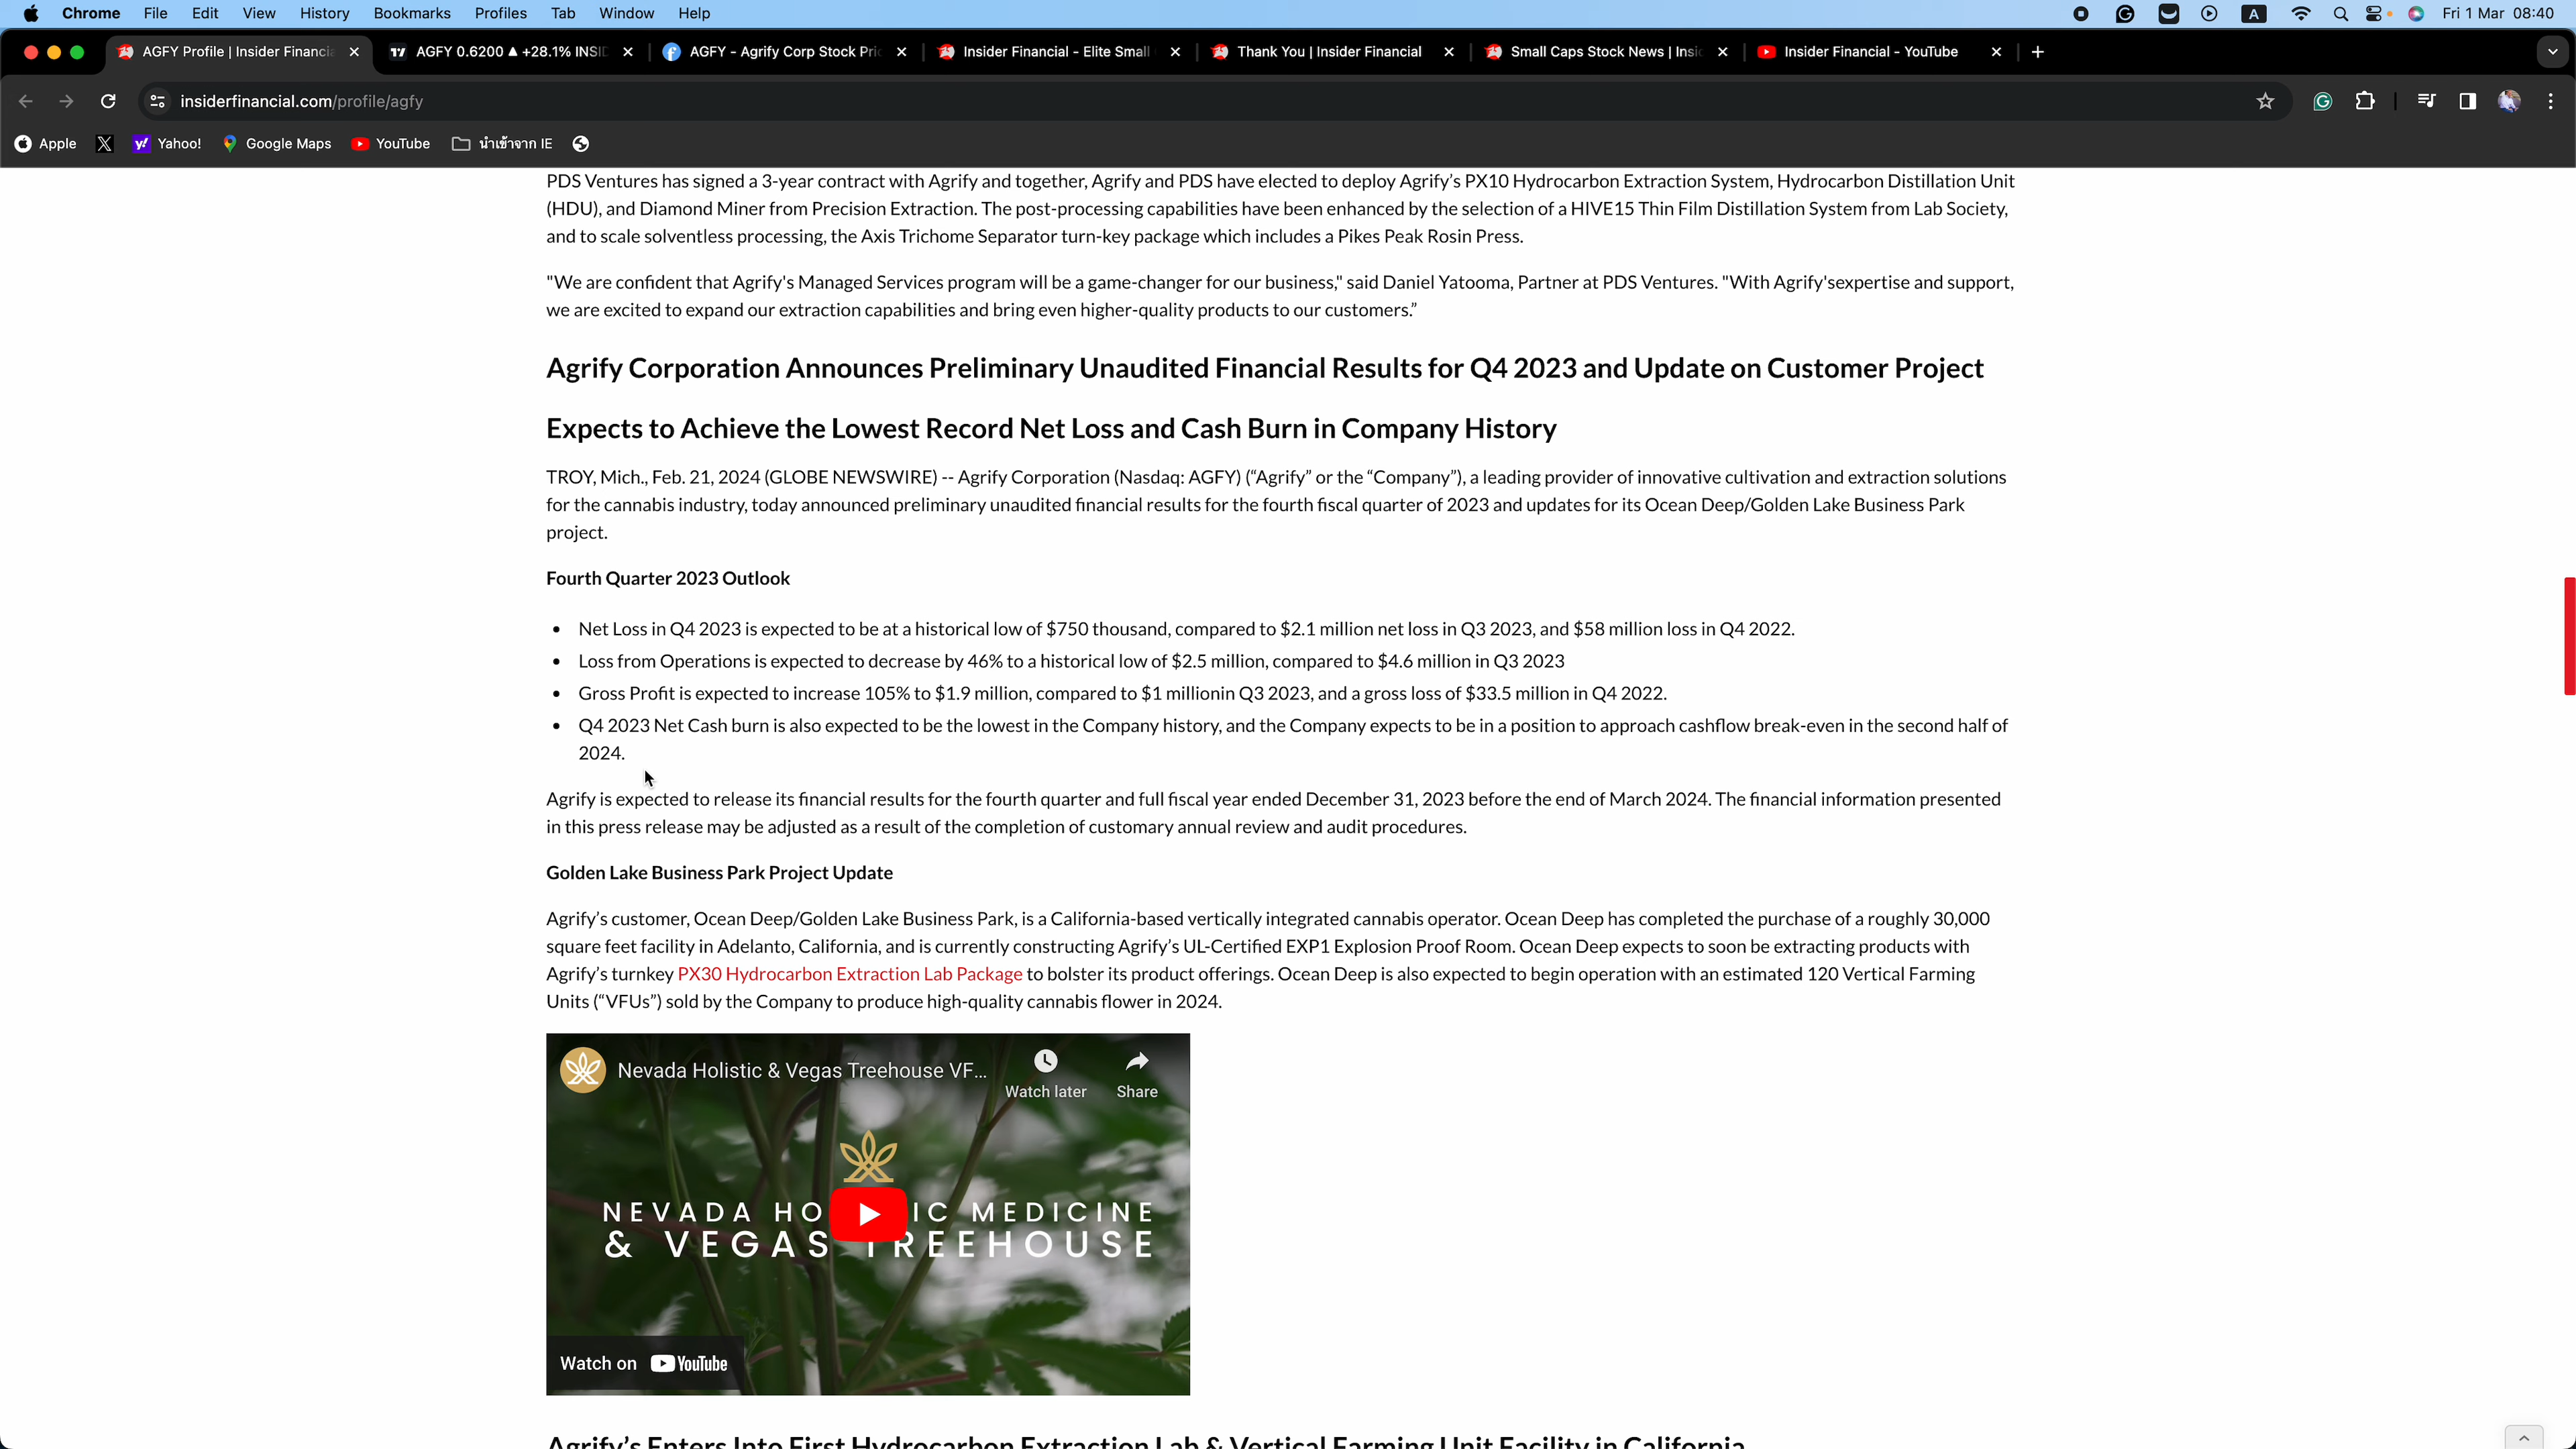 Chrome File Edit View History Bookmarks Profiles Tab Window Help A Fri 1 Mar 08:40
AGFY Profile | Insider Financia AGFY 0.6200 ▲ +28.1% INSID AGFY - Agrify Corp Stock Pric Insider Financial - Elite Small Thank You | Insider Financial Small Caps Stock News | Insid Insider Financial - YouTube
insiderfinancial.com/profile/agfy
Apple Yahoo! Google Maps YouTube นำเข้าจาก IE
PDS Ventures has signed a 3-year contract with Agrify and together, Agrify and PDS have elected to deploy Agrify’s PX10 Hydrocarbon Extraction System, Hydrocarbon Distillation Unit
(HDU), and Diamond Miner from Precision Extraction. The post-processing capabilities have been enhanced by the selection of a HIVE15 Thin Film Distillation System from Lab Society,
and to scale solventless processing, the Axis Trichome Separator turn-key package which includes a Pikes Peak Rosin Press.
"We are confident that Agrify's Managed Services program will be a game-changer for our business," said Daniel Yatooma, Partner at PDS Ventures. "With Agrify'sexpertise and support,
we are excited to expand our extraction capabilities and bring even higher-quality products to our customers.”
Agrify Corporation Announces Preliminary Unaudited Financial Results for Q4 2023 and Update on Customer Project
Expects to Achieve the Lowest Record Net Loss and Cash Burn in Company History
TROY, Mich., Feb. 21, 2024 (GLOBE NEWSWIRE) -- Agrify Corporation (Nasdaq: AGFY) (“Agrify” or the “Company”), a leading provider of innovative cultivation and extraction solutions
for the cannabis industry, today announced preliminary unaudited financial results for the fourth fiscal quarter of 2023 and updates for its Ocean Deep/Golden Lake Business Park
project.
Fourth Quarter 2023 Outlook
• Net Loss in Q4 2023 is expected to be at a historical low of $750 thousand, compared to $2.1 million net loss in Q3 2023, and $58 million loss in Q4 2022.
• Loss from Operations is expected to decrease by 46% to a historical low of $2.5 million, compared to $4.6 million in Q3 2023
• Gross Profit is expected to increase 105% to $1.9 million, compared to $1 millionin Q3 2023, and a gross loss of $33.5 million in Q4 2022.
• Q4 2023 Net Cash burn is also expected to be the lowest in the Company history, and the Company expects to be in a position to approach cashflow break-even in the second half of
2024.
Agrify is expected to release its financial results for the fourth quarter and full fiscal year ended December 31, 2023 before the end of March 2024. The financial information presented
in this press release may be adjusted as a result of the completion of customary annual review and audit procedures.
Golden Lake Business Park Project Update
Agrify’s customer, Ocean Deep/Golden Lake Business Park, is a California-based vertically integrated cannabis operator. Ocean Deep has completed the purchase of a roughly 30,000
square feet facility in Adelanto, California, and is currently constructing Agrify’s UL-Certified EXP1 Explosion Proof Room. Ocean Deep expects to soon be extracting products with
Agrify’s turnkey PX30 Hydrocarbon Extraction Lab Package to bolster its product offerings. Ocean Deep is also expected to begin operation with an estimated 120 Vertical Farming
Units (“VFUs”) sold by the Company to produce high-quality cannabis flower in 2024.
Nevada Holistic & Vegas Treehouse VF...
Watch later Share
NEVADA HO IC MEDICINE
& VEGAS TREEHOUSE
Watch on YouTube
Agrify’s Enters Into First Hydrocarbon Extraction Lab & Vertical Farming Unit Facility in California